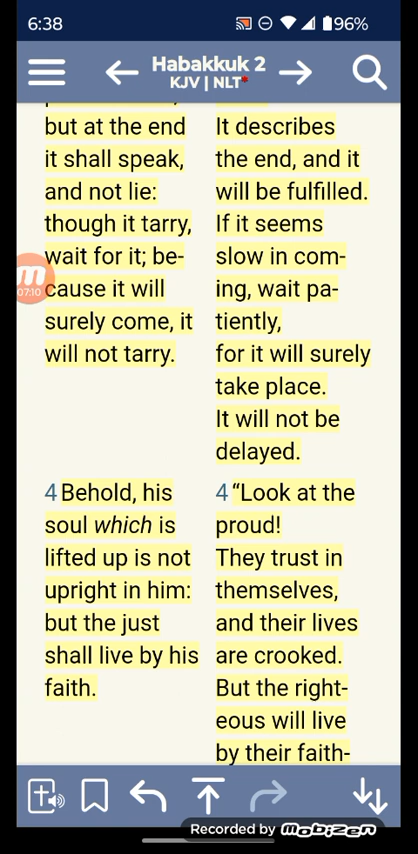 6:38
96%
Habakkuk 2
KJV | NLT*
but at the end
it shall speak,
and not lie:
though it tarry,
wait for it; be-
cause it will
surely come, it
will not tarry.
It describes
the end, and it
will be fulfilled.
If it seems
slow in com-
ing, wait pa-
tiently,
for it will surely
take place.
It will not be
delayed.
07:10
4 Behold, his
soul which is
lifted up is not
upright in him:
but the just
shall live by his
faith.
4 “Look at the
proud!
They trust in
themselves,
and their lives
are crooked.
But the right-
eous will live
by their faith-
Recorded by mobizen